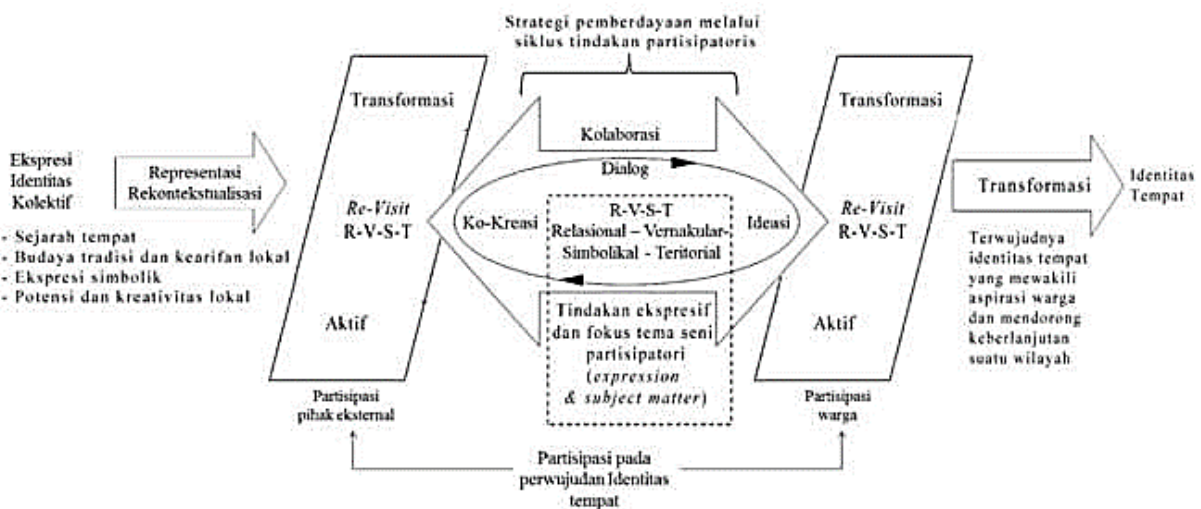 Strategi pemberdayaan melalui
siklus tindakan partisipatoris
Ekspresi
Identitas
Kolektif
- Sejarah tempat
- Budaya tradisi dan kearifan lokal
- Ekspresi simbolik
- Potensi dan kreativitas lokal
Representasi
Rekontekstualisasi
Transformasi
Re-Visit
R-V-S-T
Aktif
Partisipasi
pihak eksternal
Kolaborasi
Dialog
Ko-Kreasi
R-V-S-T
Relasional – Vernakular-
Simbolikal - Teritorial
Ideasi
Tindakan ekspresif
dan fokus tema seni
partisipatori
(expression
& subject matter)
Transformasi
Re-Visit
R-V-S-T
Aktif
Partisipasi
warga
Transformasi
Terwujudnya
identitas tempat
yang mewakili
aspirasi warga
dan mendorong
keberlanjutan
suatu wilayah
Identitas
Tempat
Partisipasi pada
perwujudan Identitas
tempat